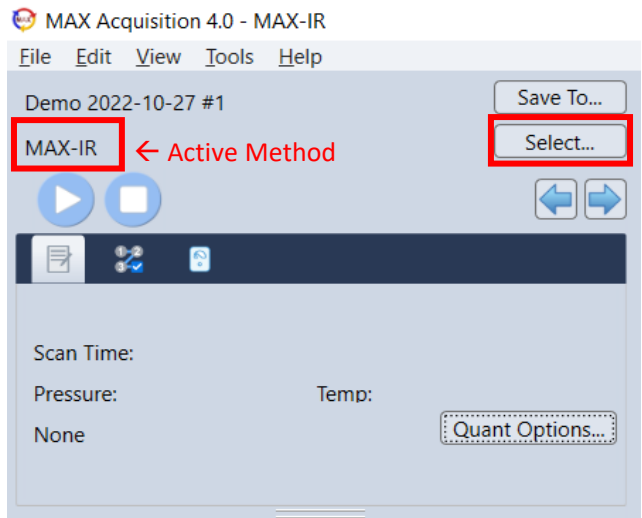 MAX Acquisition 4.0 - MAX-IR
File Edit View Tools Help
Demo 2022-10-27 #1
Save To...
MAX-IR
← Active Method
Select...
Scan Time:
Pressure:
Temp:
None
Quant Options...